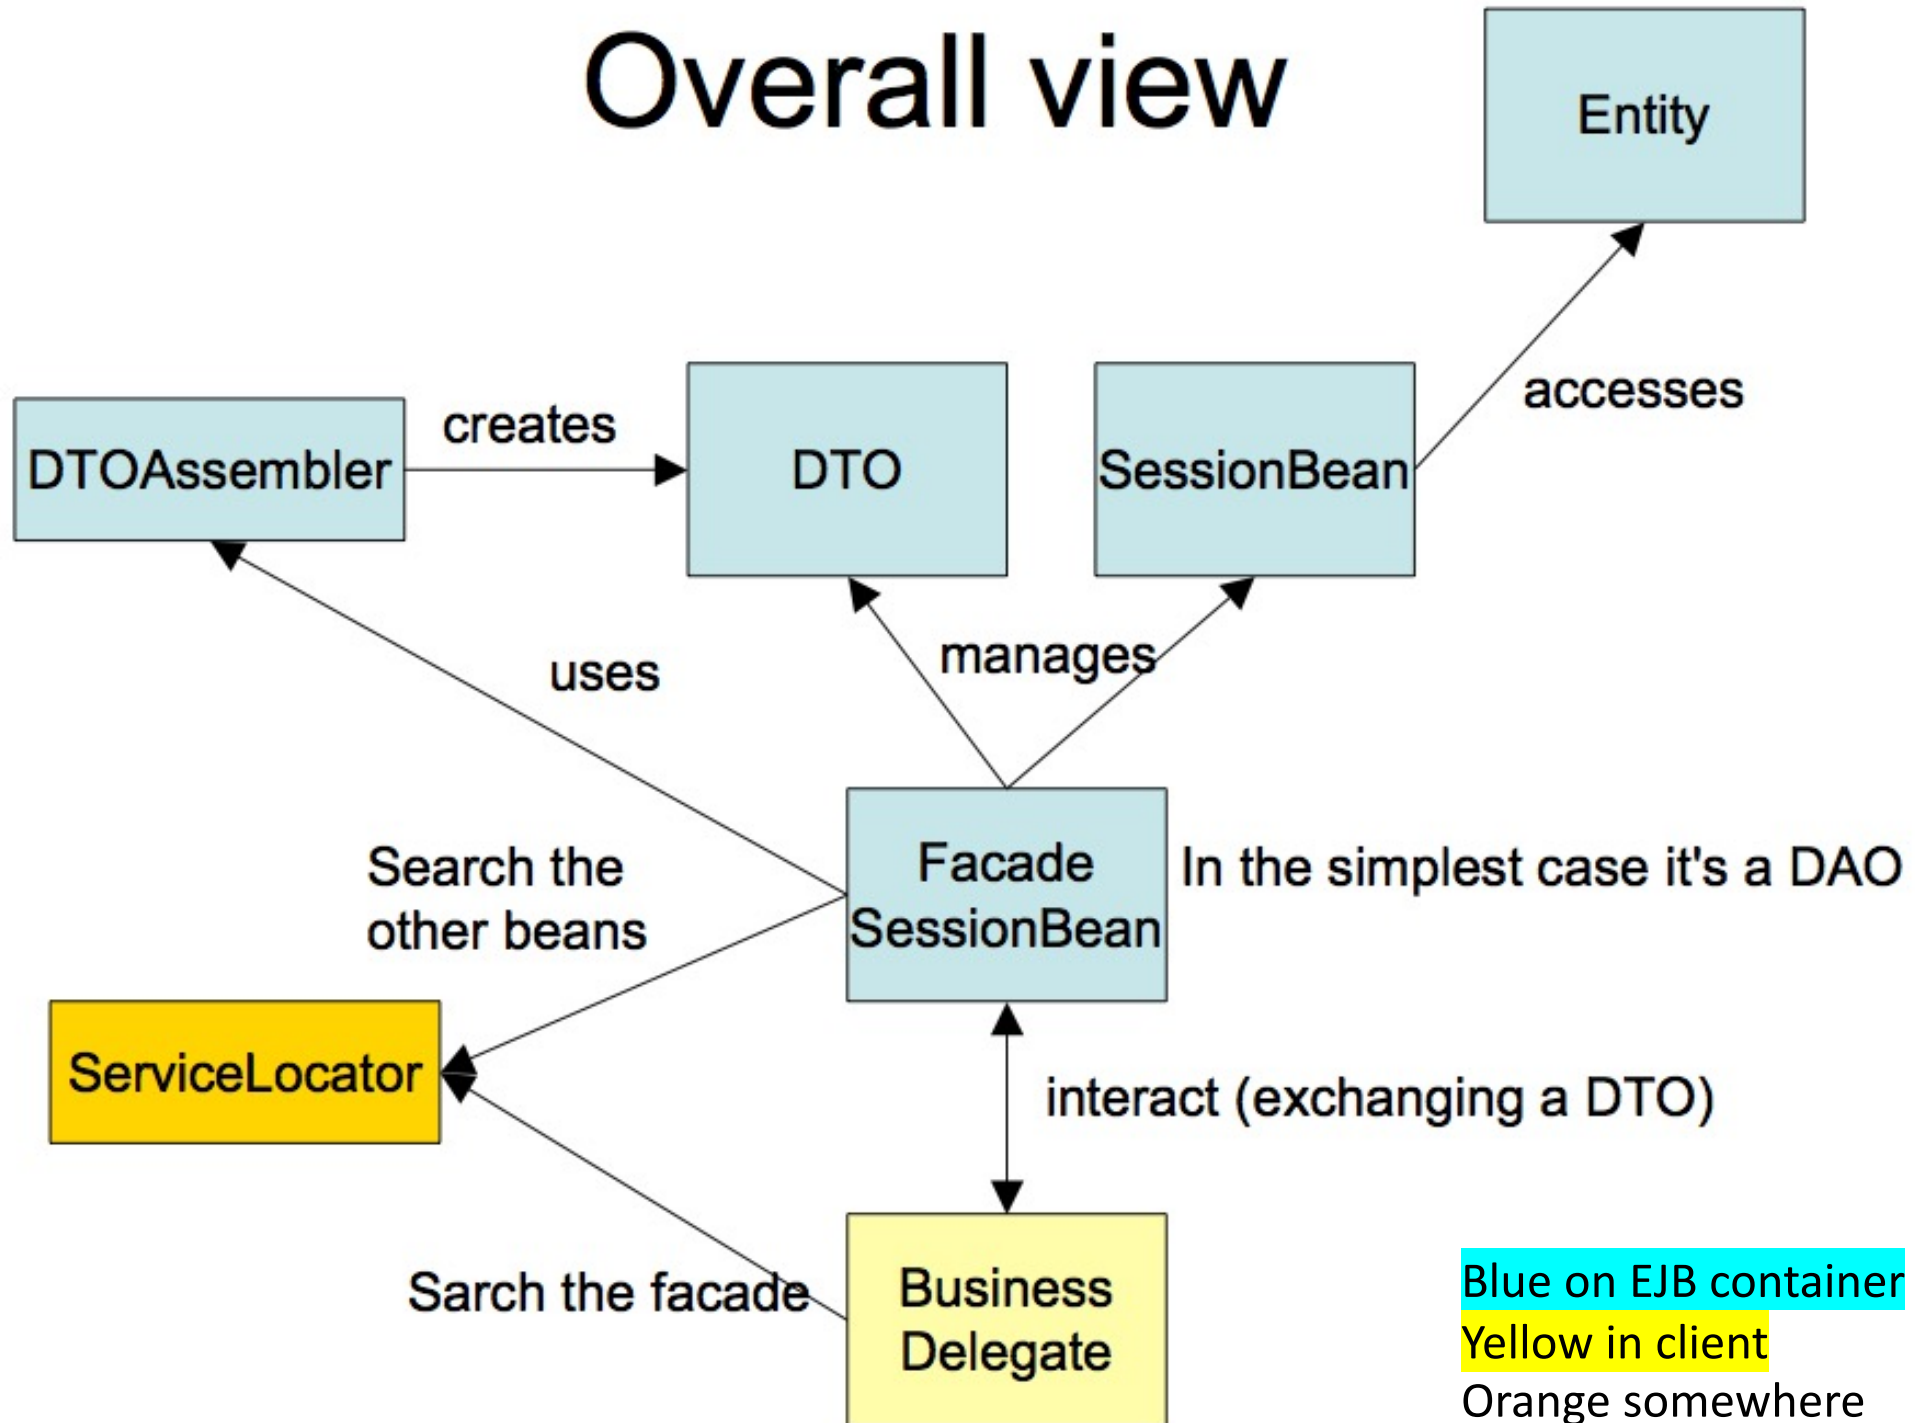 Overall view
Entity
accesses
creates
DTOAssembler
DTO
SessionBean
manages
uses
Search the
other beans
Facade
SessionBean
In the simplest case it's a DAO
ServiceLocator
interact (exchanging a DTO)
Sarch the facade
Business
Delegate
Blue on EJB container
Yellow in client
Orange somewhere